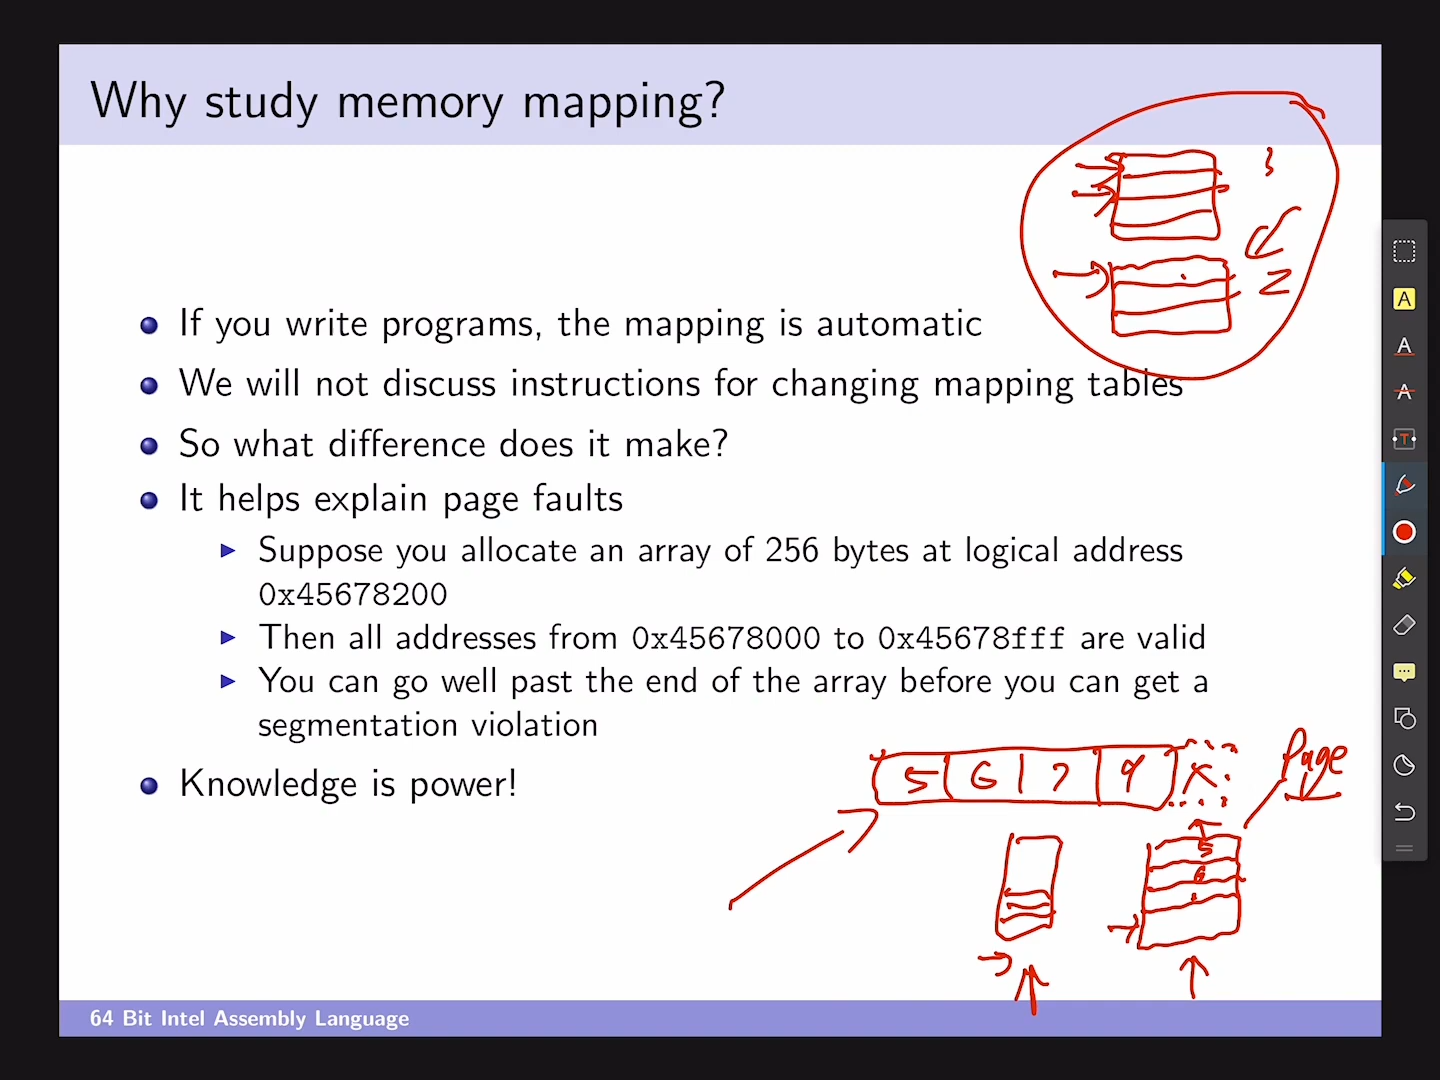 Why study memory mapping?
If you write programs, the mapping is automatic
We will not discuss instructions for changing mapping tables
So what difference does it make?
It helps explain page faults
Suppose you allocate an array of 256 bytes at logical address
0x45678200
Then all addresses from 0x45678000 to 0x45678fff are valid
You can go well past the end of the array before you can get a
segmentation violation
Knowledge is power!
5 6 7 9 X
Page
5
6
2
64 Bit Intel Assembly Language
A
A
A
T